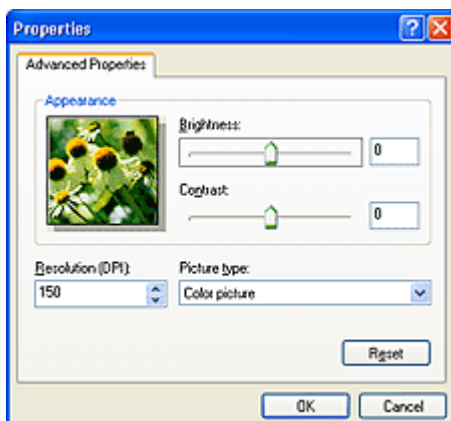 Properties
Advanced Properties
Appearance
Brightness:
0
Contrast:
0
Resolution (DPI):
150
Picture type:
Color picture
Reset
OK
Cancel